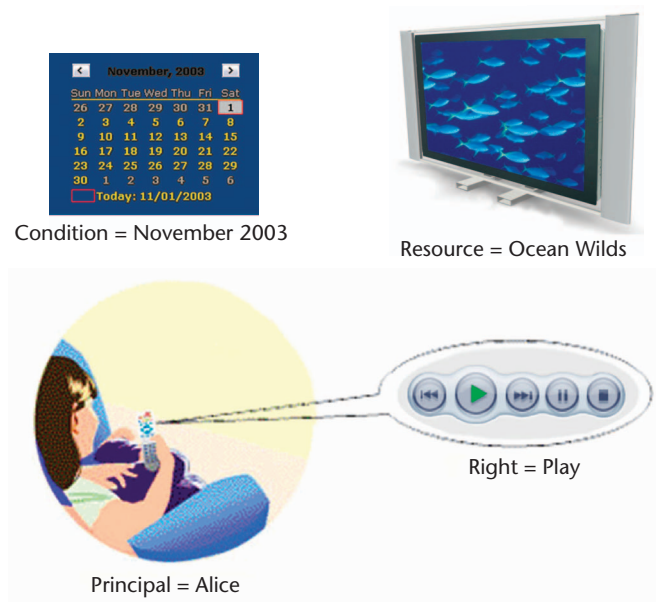 November, 2003
Sun Mon Tue Wed Thu Fri Sat
26 27 28 29 30 31 1
2 3 4 5 6 7 8
9 10 11 12 13 14 15
16 17 18 19 20 21 22
23 24 25 26 27 28 29
30 1 2 3 4 5 6
Today: 11/01/2003
Condition = November 2003
Resource = Ocean Wilds
Right = Play
Principal = Alice